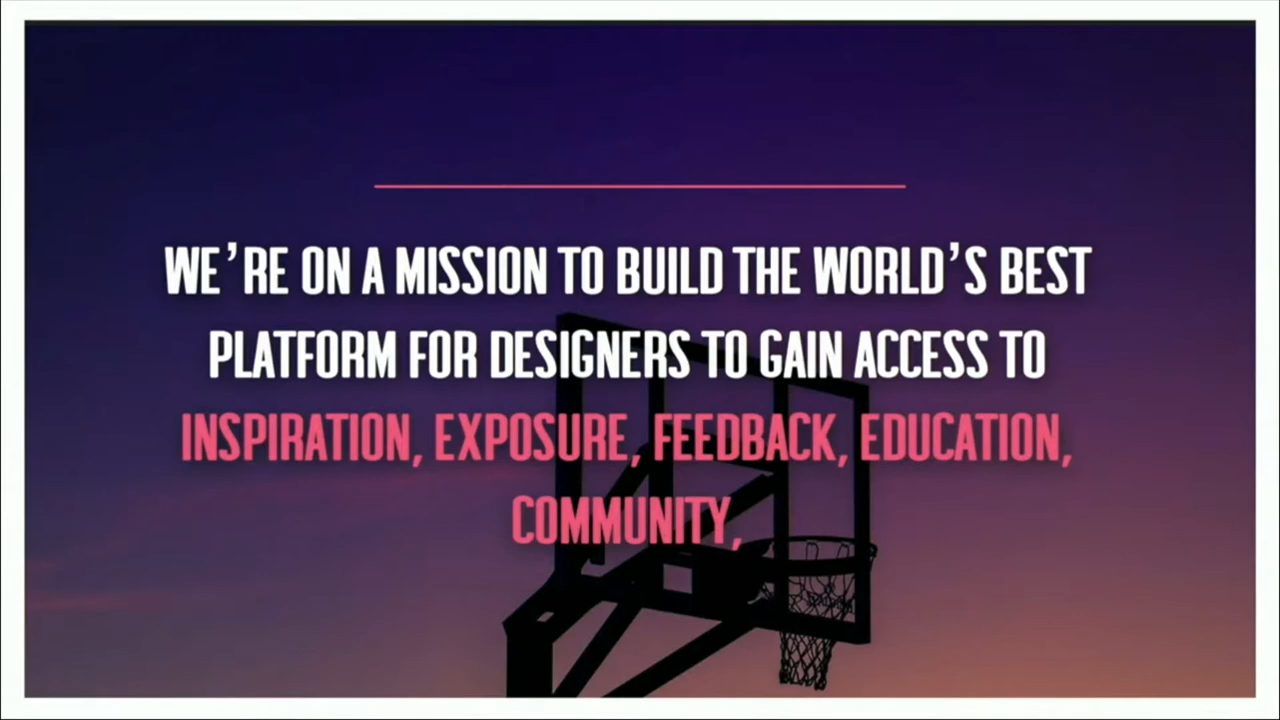 WE'RE ON A MISSION TO BUILD THE WORLD'S BEST
PLATFORM FOR DESIGNERS TO GAIN ACCESS TO
INSPIRATION, EXPOSURE, FEEDBACK, EDUCATION,
COMMUNITY,